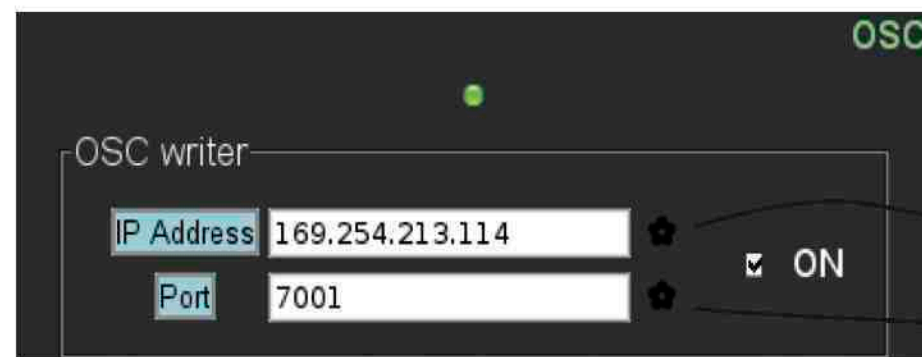 OSC
OSC writer
IP Address 169.254.213.114
ON
Port 7001